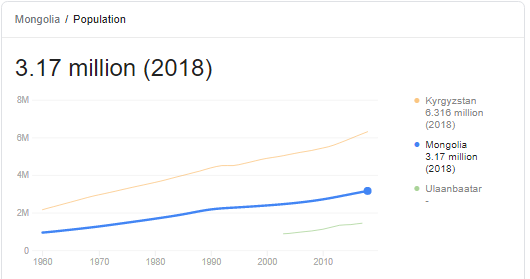 Mongolia / Population
3.17 million (2018)
8M
6M
4M
2M
0
1960 1970 1980 1990 2000 2010
Kyrgyzstan
6.316 million
(2018)
Mongolia
3.17 million
(2018)
Ulaanbaatar
-